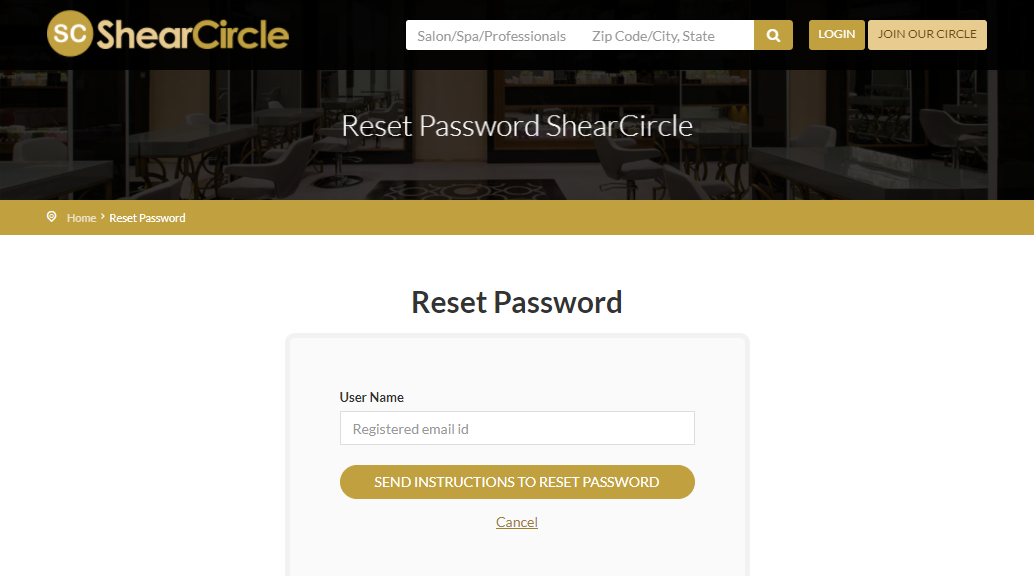 SC ShearCircle
Salon/Spa/Professionals Zip Code/City, State LOGIN JOIN OUR CIRCLE
Reset Password ShearCircle
Home › Reset Password
Reset Password
User Name
Registered email id
SEND INSTRUCTIONS TO RESET PASSWORD
Cancel